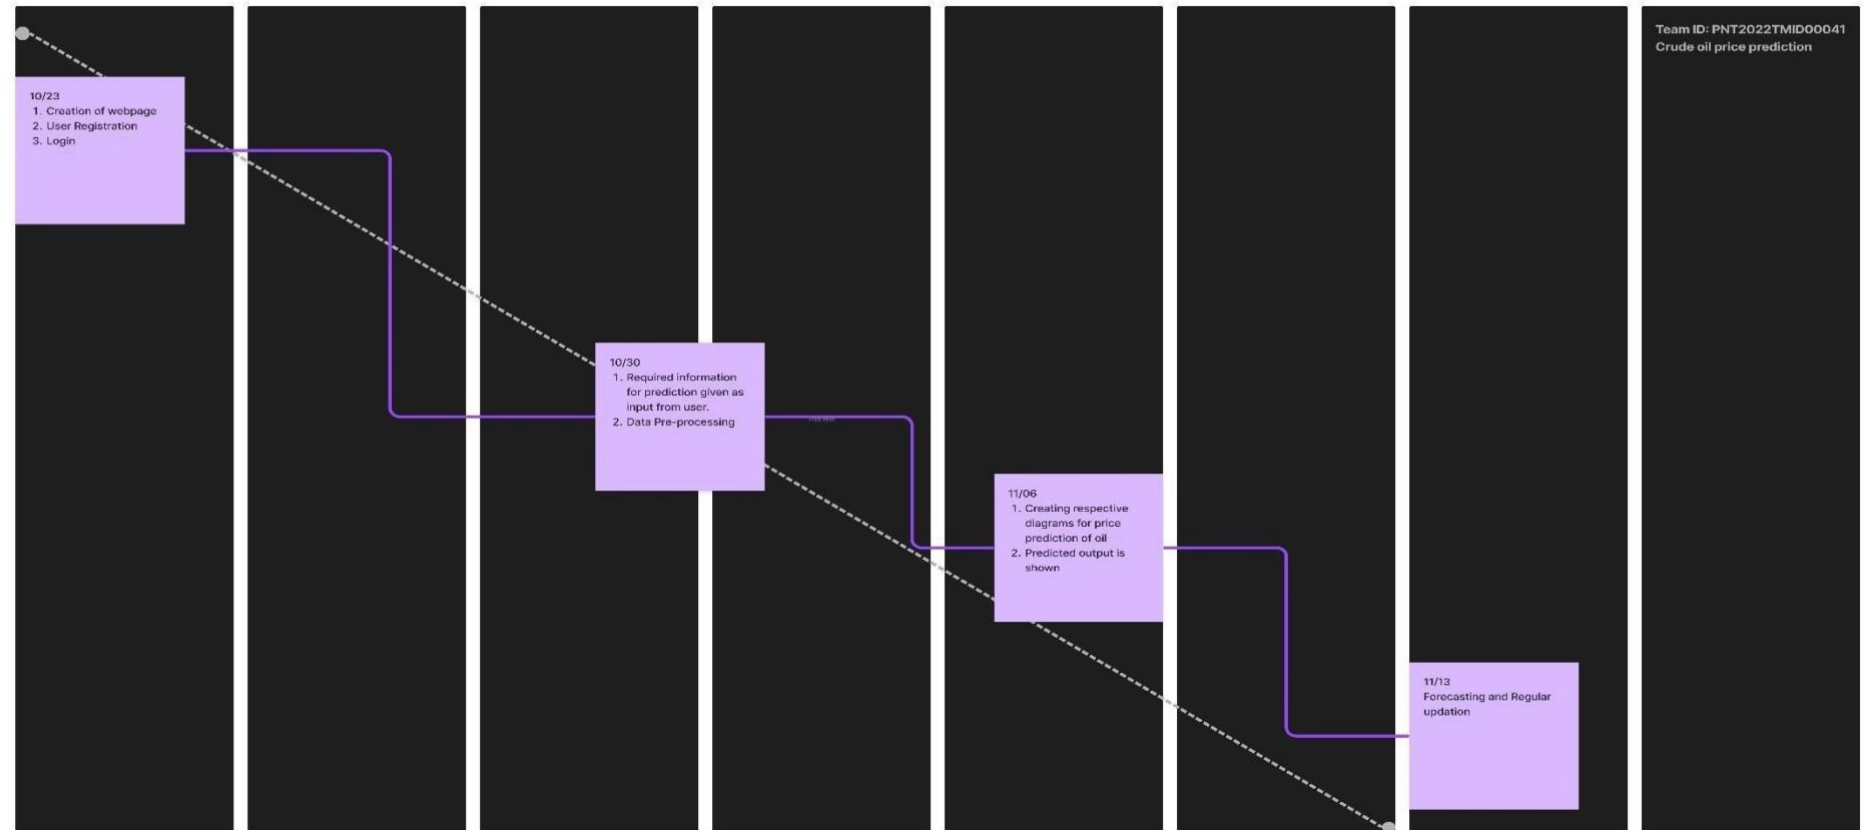 Team ID: PNT2022TMID00041
Crude oil price prediction
10/23
1. Creation of webpage
2. User Registration
3. Login
10/30
1. Required information
for prediction given as
input from user.
2. Data Pre-processing
11/06
1. Creating respective
diagrams for price
prediction of oil
2. Predicted output is
shown
11/13
Forecasting and Regular
updation